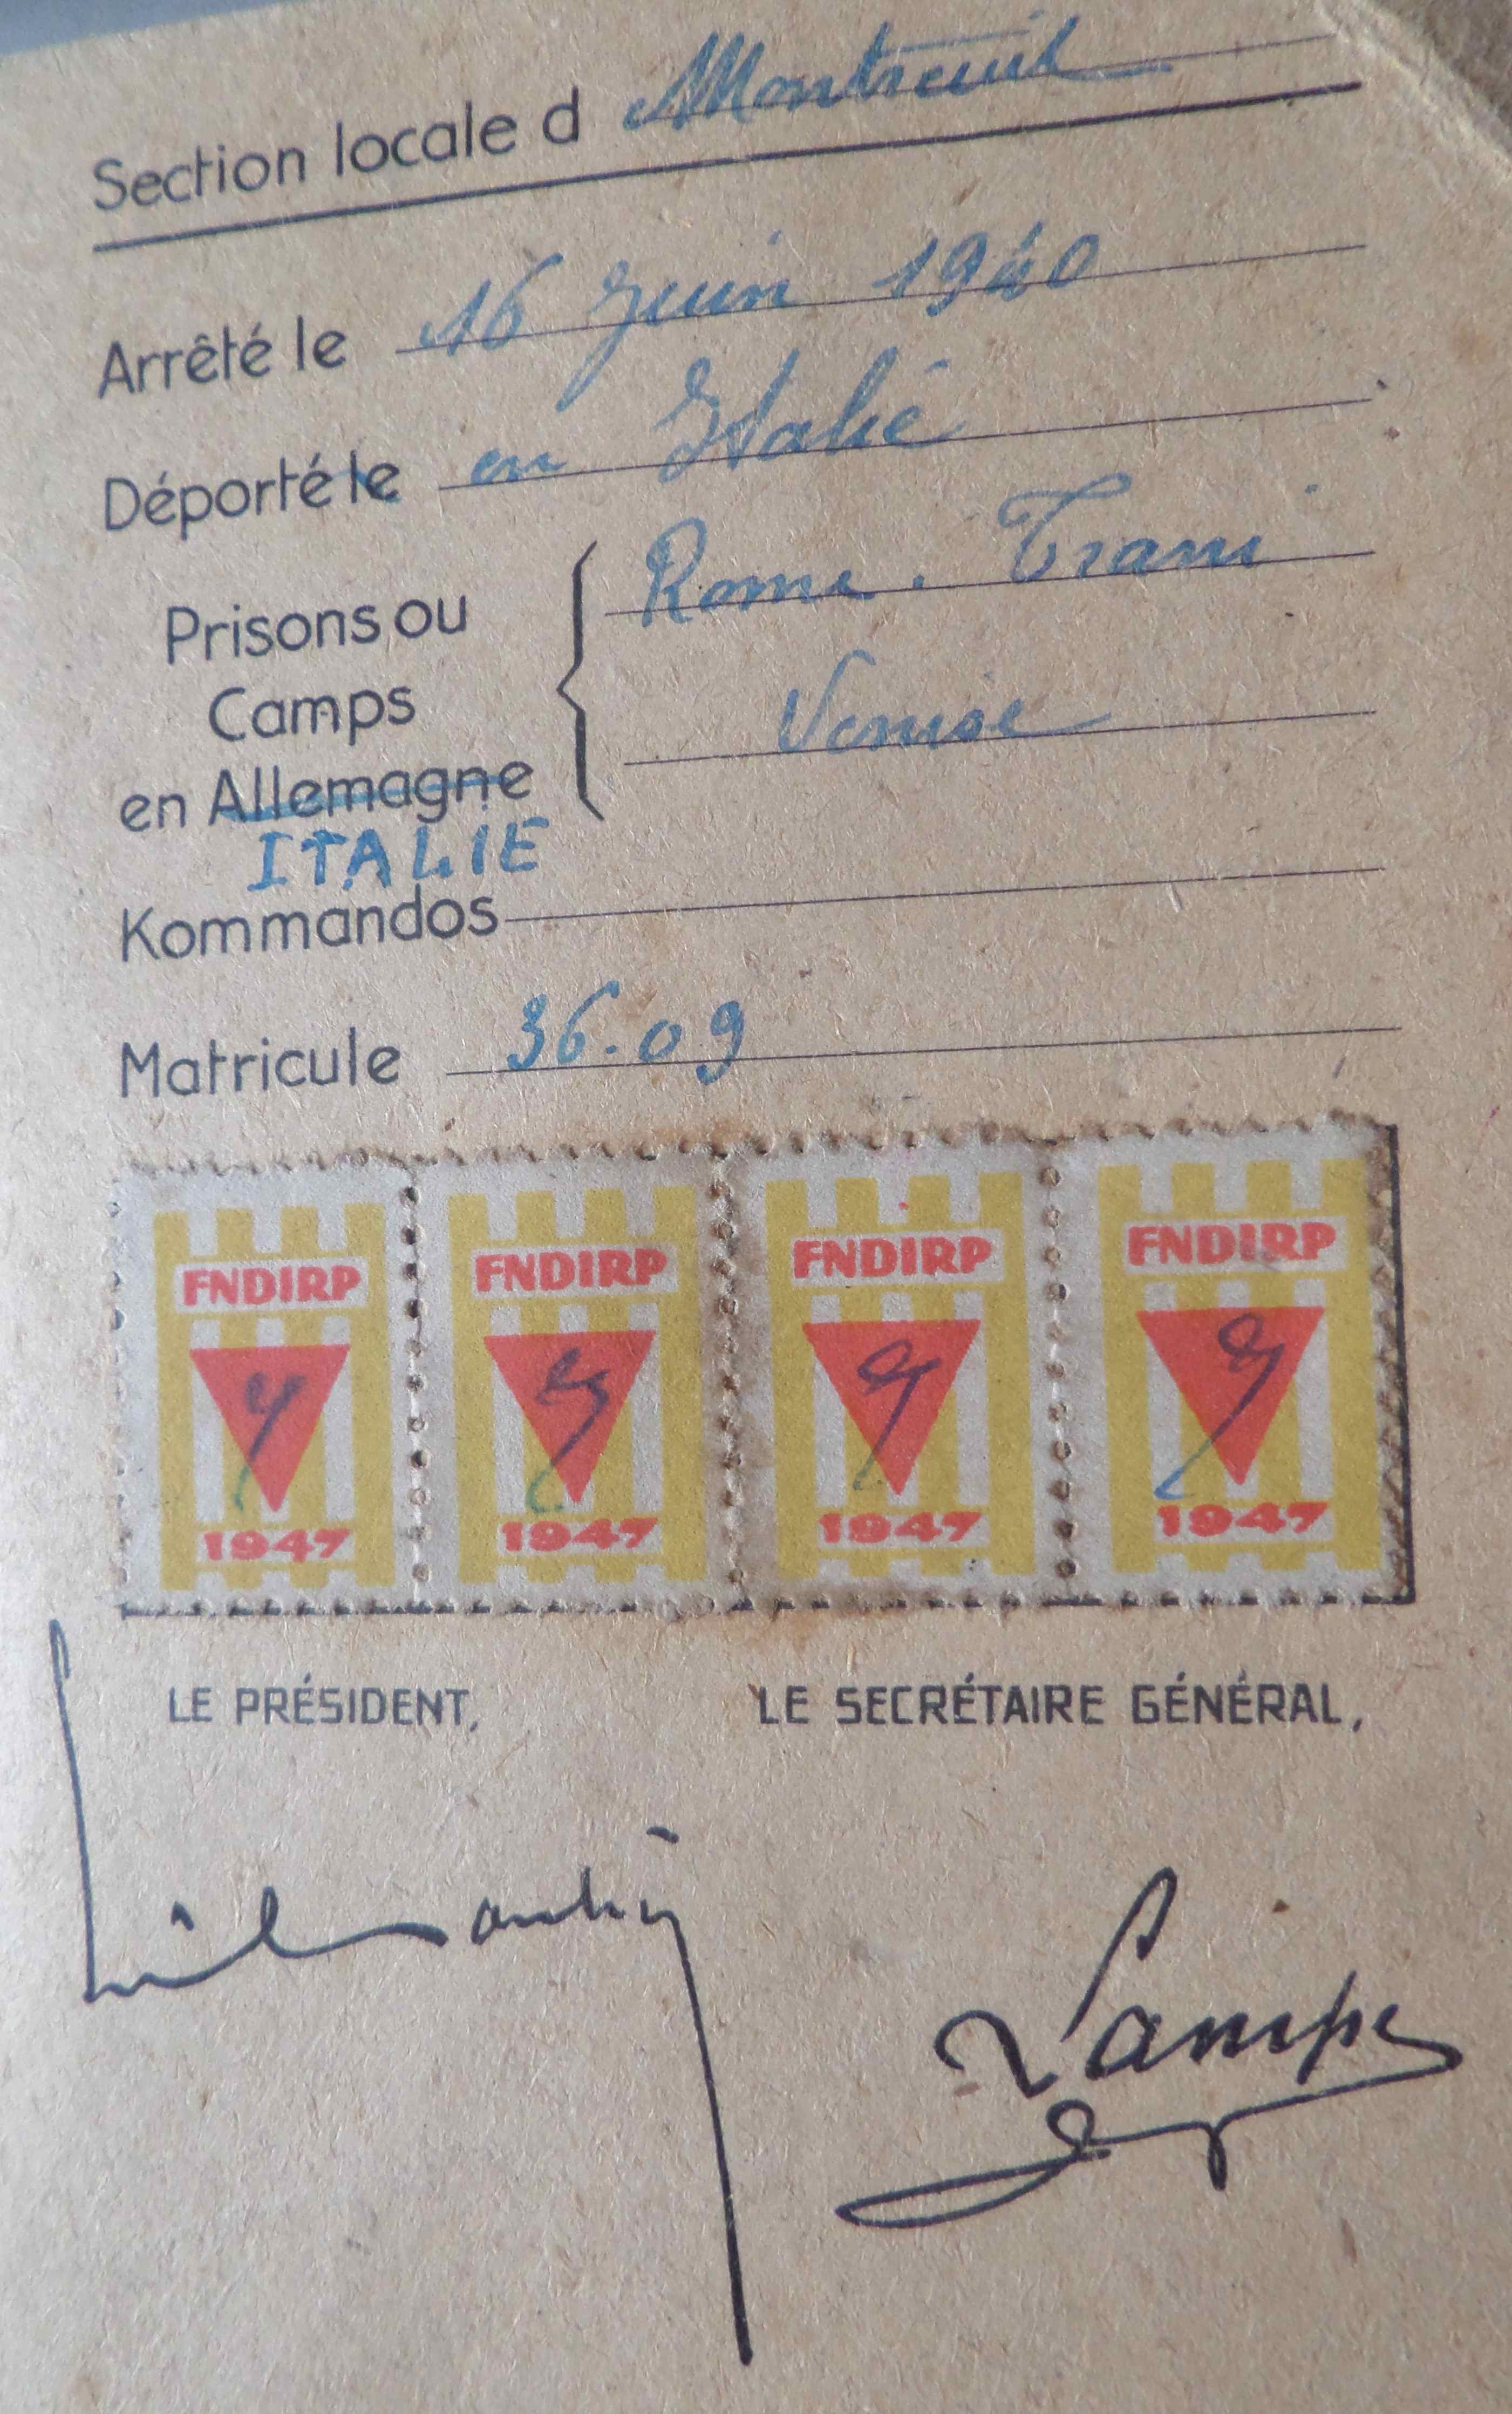 Section locale d Montreuil
Arrêté le 16 Juin 1940
Déporté le en Italie
Prisons ou
Camps
en Allemagne
ITALIE
Rome. Trani
Venise
Kommandos
Matricule 36.09
FNDIRP FNDIRP FNDIRP FNDIRP
1947 1947 1947 1947
LE PRÉSIDENT, LE SECRÉTAIRE GÉNÉRAL,
Lampe